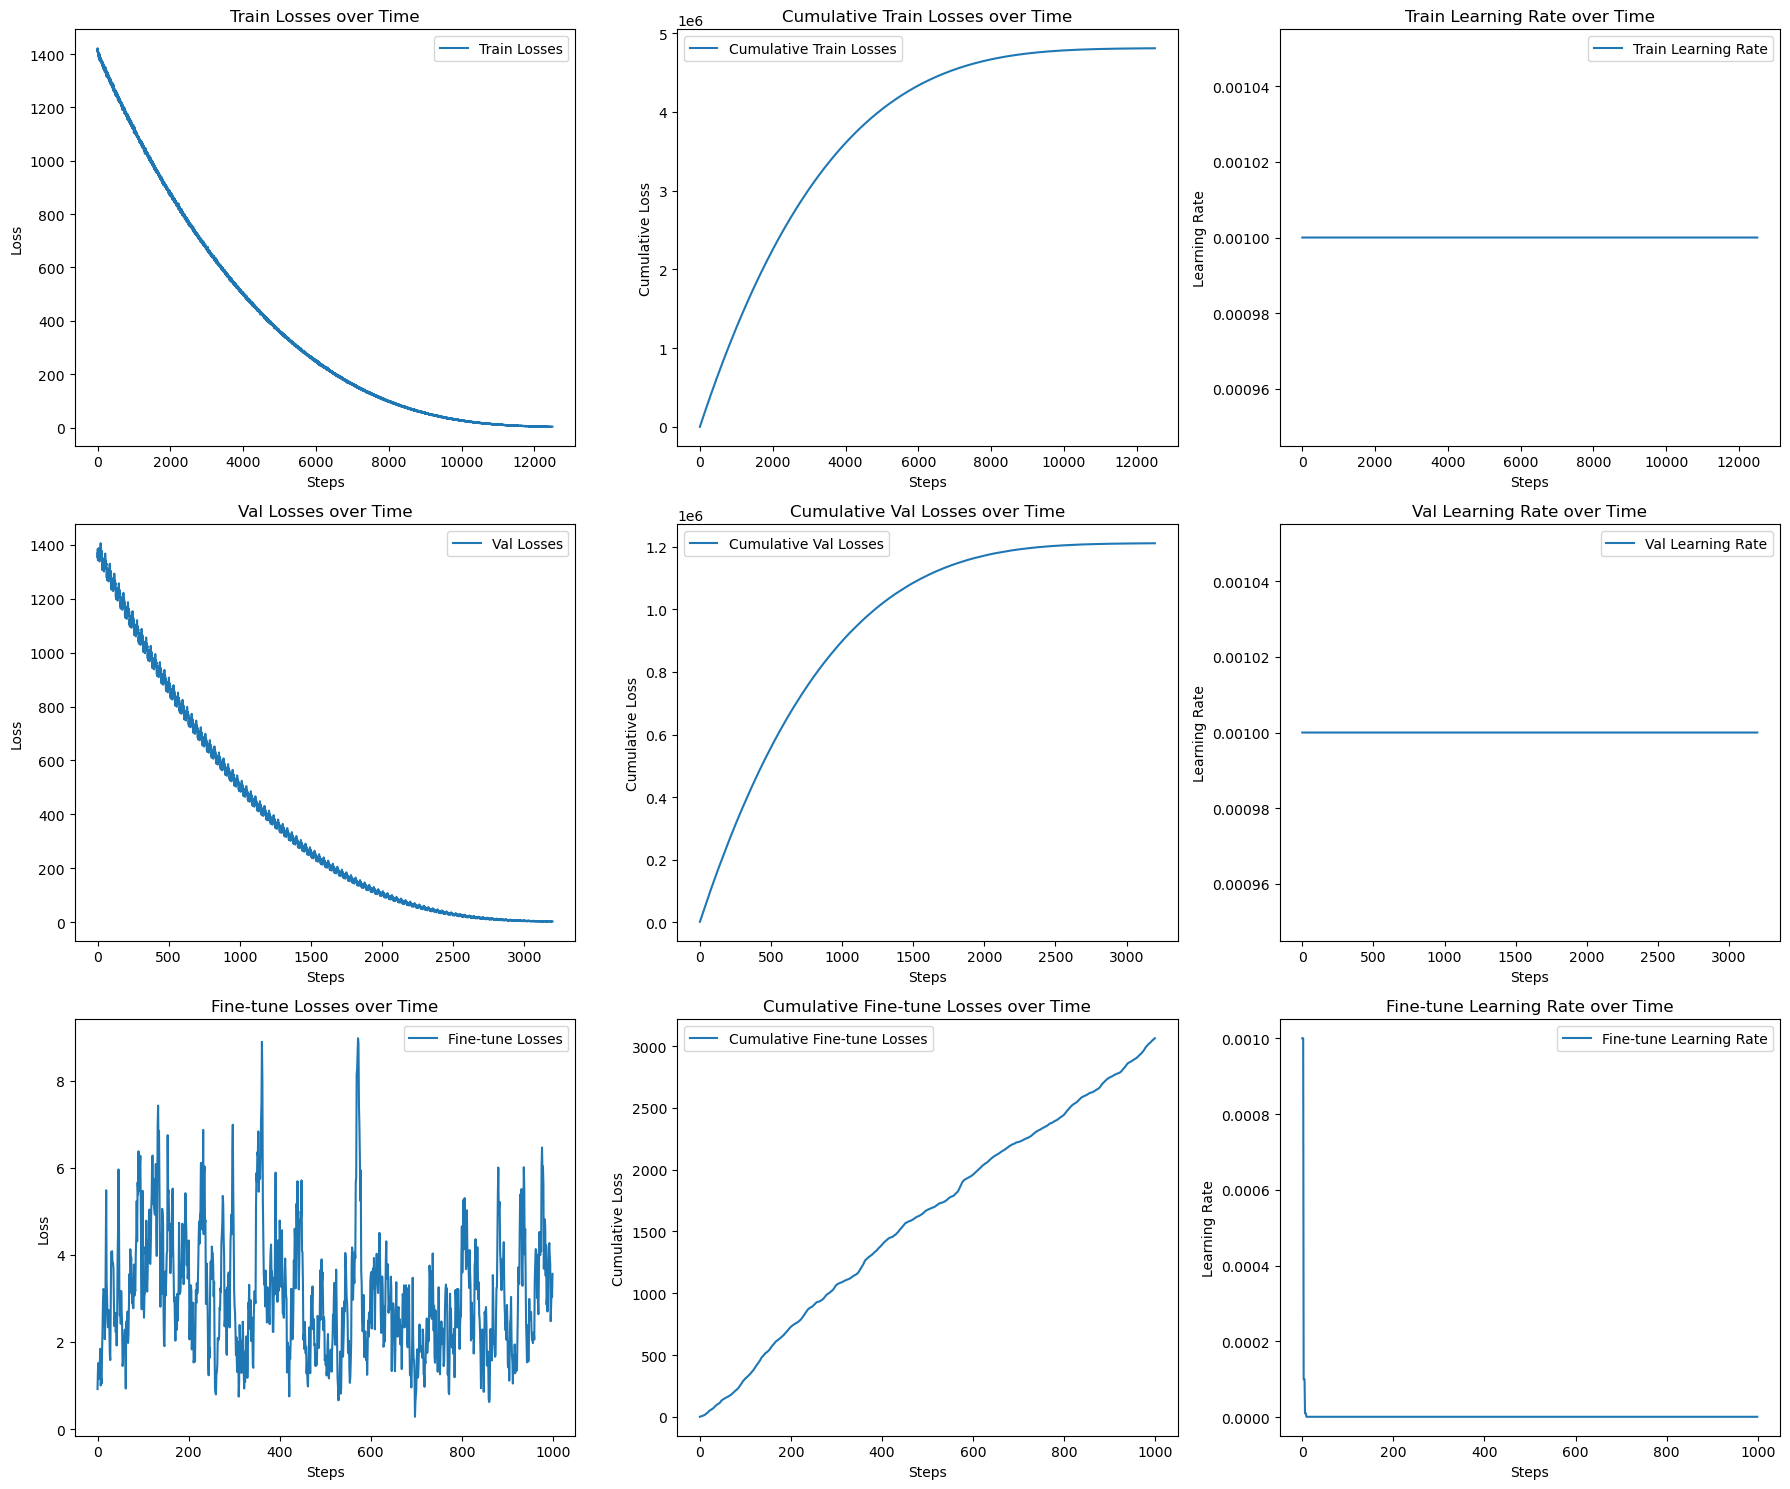 Train Losses over Time
Train Losses
Loss
1400
1200
1000
800
600
400
200
0
0 2000 4000 6000 8000 10000 12000
Steps
Cumulative Train Losses over Time
1e6
Cumulative Train Losses
Cumulative Loss
5
4
3
2
1
0
0 2000 4000 6000 8000 10000 12000
Steps
Train Learning Rate over Time
Train Learning Rate
Learning Rate
0.00104
0.00102
0.00100
0.00098
0.00096
0 2000 4000 6000 8000 10000 12000
Steps
Val Losses over Time
Val Losses
Loss
1400
1200
1000
800
600
400
200
0
0 500 1000 1500 2000 2500 3000
Steps
Cumulative Val Losses over Time
1e6
Cumulative Val Losses
Cumulative Loss
1.2
1.0
0.8
0.6
0.4
0.2
0.0
0 500 1000 1500 2000 2500 3000
Steps
Val Learning Rate over Time
Val Learning Rate
Learning Rate
0.00104
0.00102
0.00100
0.00098
0.00096
0 500 1000 1500 2000 2500 3000
Steps
Fine-tune Losses over Time
Fine-tune Losses
Loss
8
6
4
2
0
0 200 400 600 800 1000
Steps
Cumulative Fine-tune Losses over Time
Cumulative Fine-tune Losses
Cumulative Loss
3000
2500
2000
1500
1000
500
0
0 200 400 600 800 1000
Steps
Fine-tune Learning Rate over Time
Fine-tune Learning Rate
Learning Rate
0.0010
0.0008
0.0006
0.0004
0.0002
0.0000
0 200 400 600 800 1000
Steps